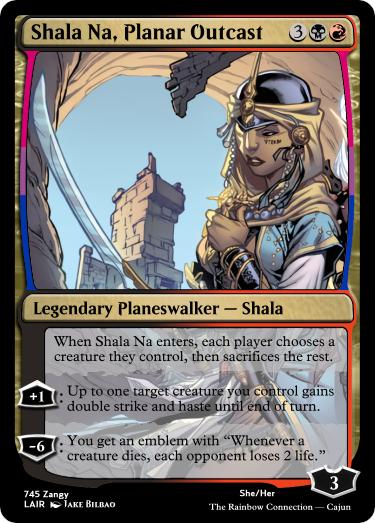 Shala Na, Planar Outcast 3
Legendary Planeswalker — Shala
When Shala Na enters, each player chooses a
creature they control, then sacrifices the rest.
+1: Up to one target creature you control gains
double strike and haste until end of turn.
-6: You get an emblem with “Whenever a
creature dies, each opponent loses 2 life.”
3
745 Zangy
LAIR Jake Bilbao
She/Her
The Rainbow Connection — Cajun